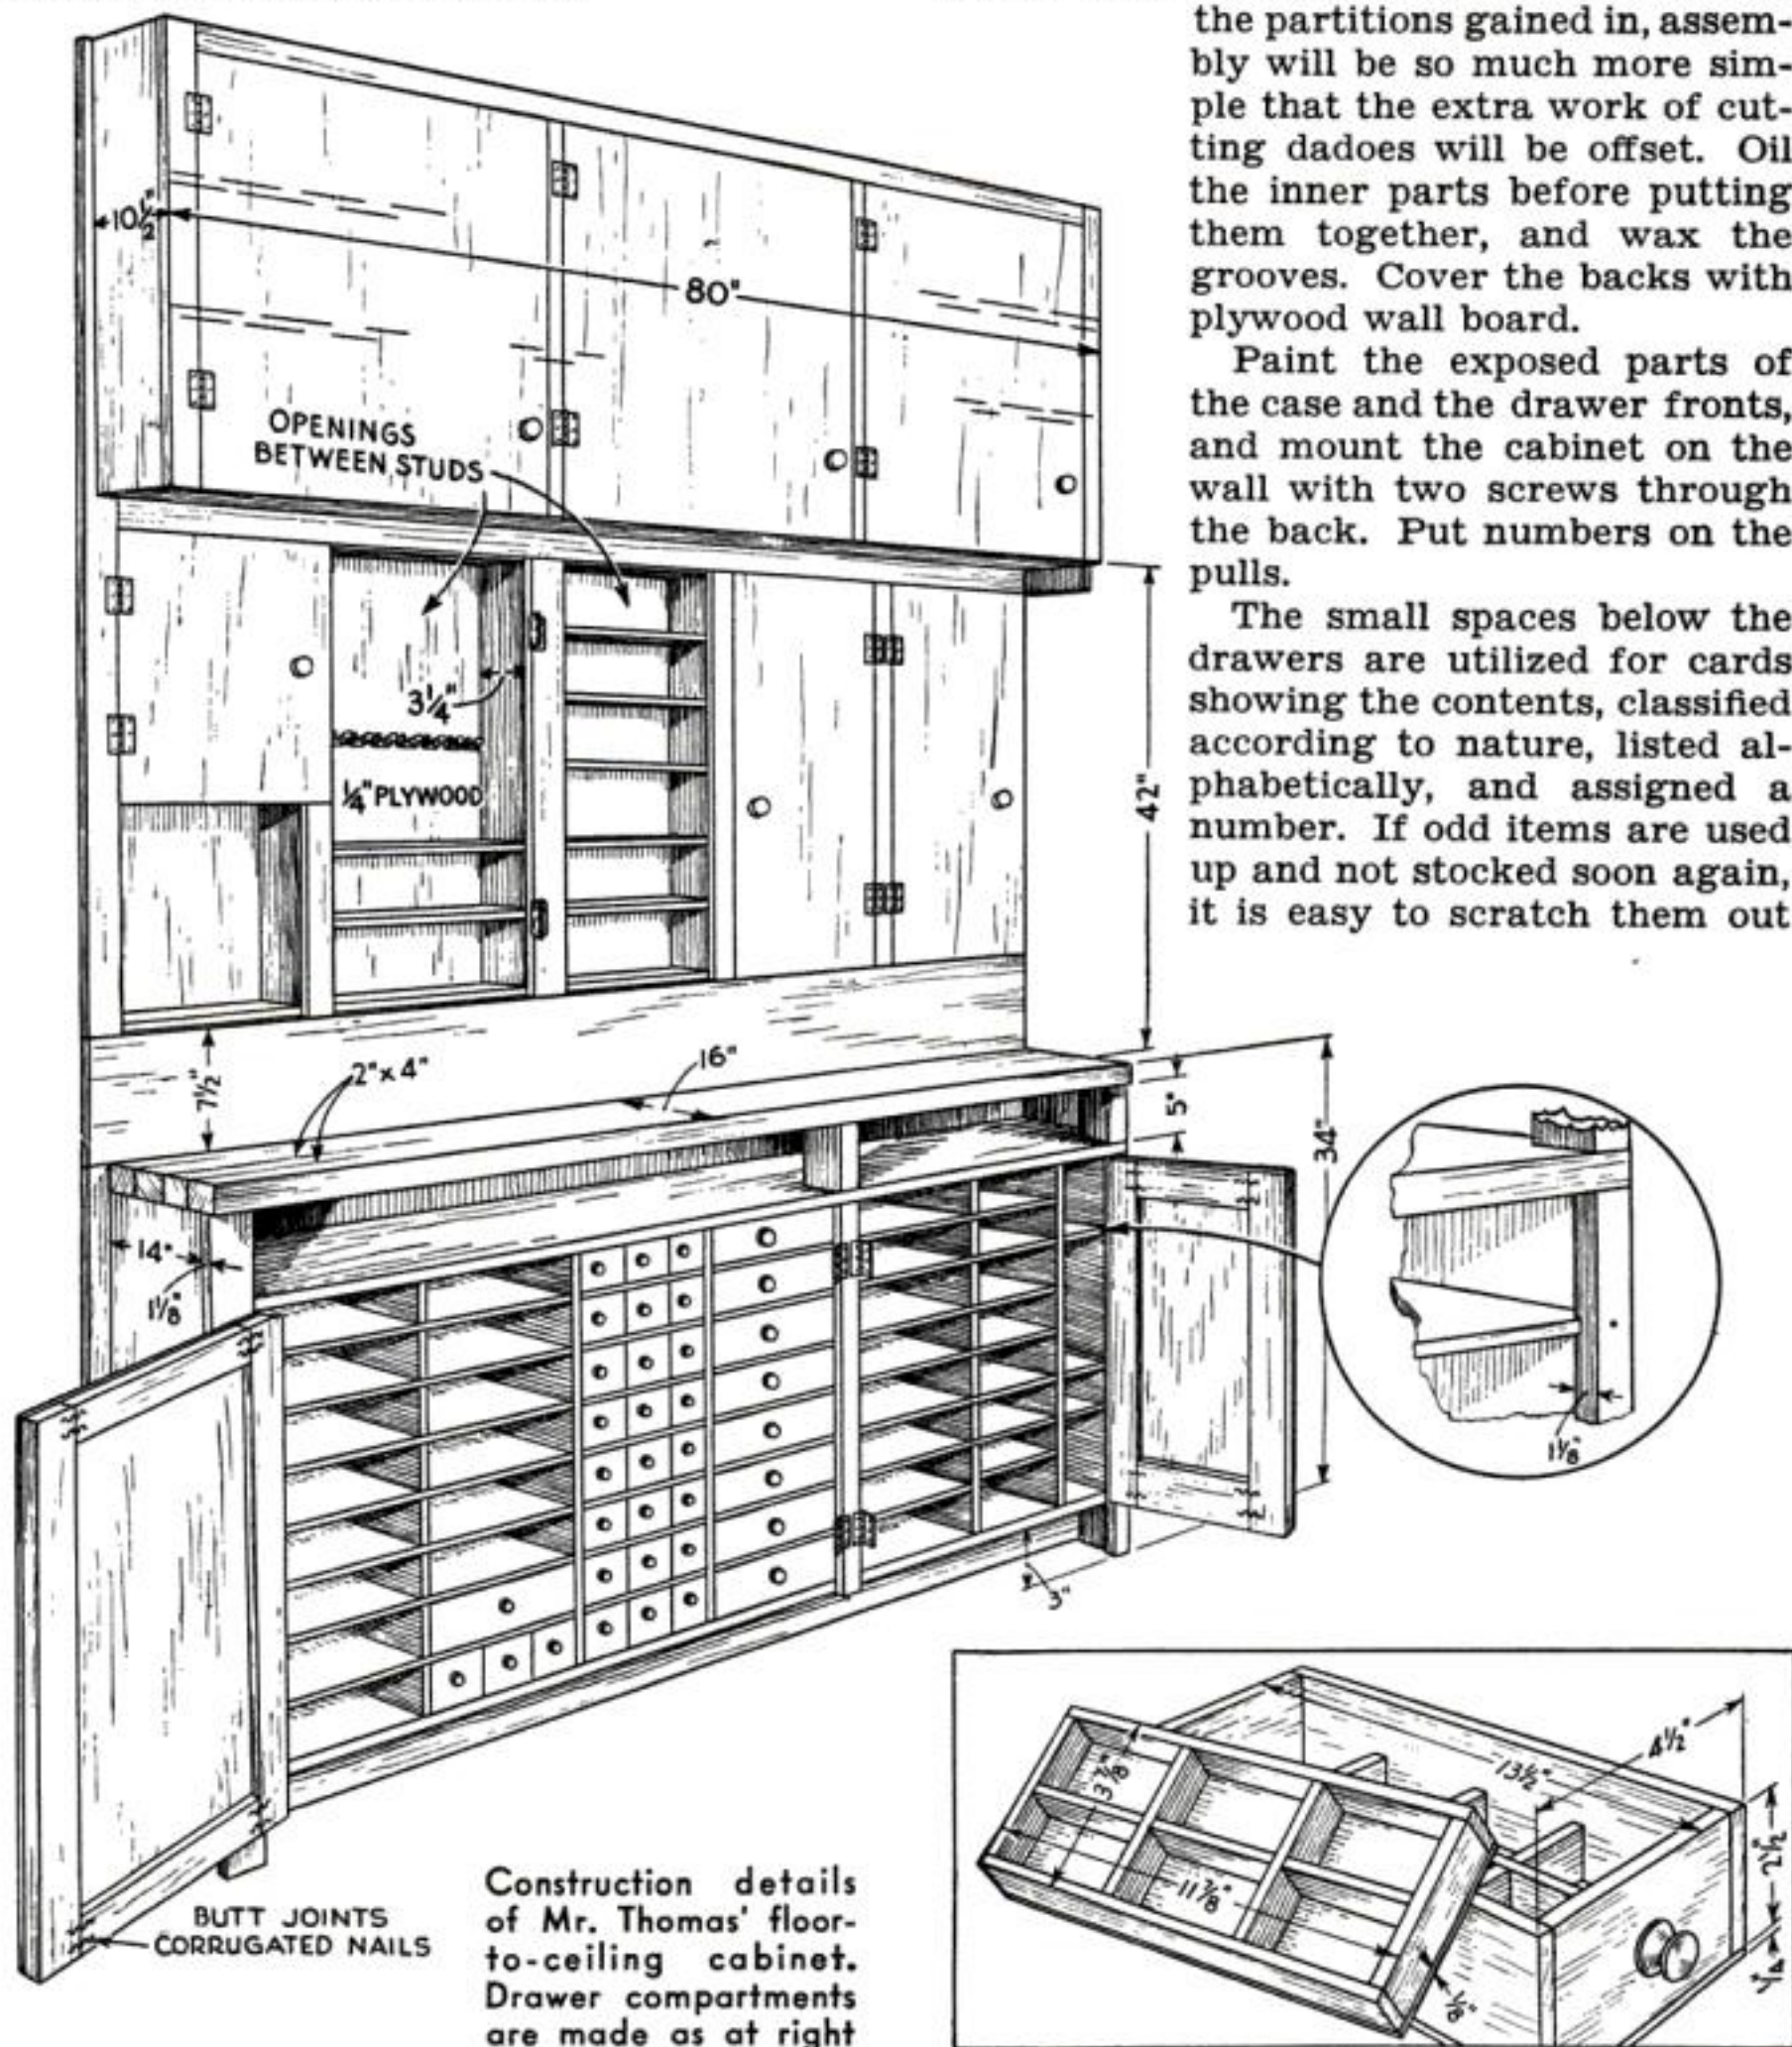 the partitions gained in, assem-
bly will be so much more sim-
ple that the extra work of cut-
ting dadoes will be offset. Oil
the inner parts before putting
them together, and wax the
grooves. Cover the backs with
plywood wall board.
Paint the exposed parts of
the case and the drawer fronts,
and mount the cabinet on the
wall with two screws through
the back. Put numbers on the
pulls.
The small spaces below the
drawers are utilized for cards
showing the contents, classified
according to nature, listed al-
phabetically, and assigned a
number. If odd items are used
up and not stocked soon again,
it is easy to scratch them out
10½"
80"
OPENINGS
BETWEEN STUDS
3¼"
¼" PLYWOOD
42"
7½"
2" x 4"
16"
5"
34"
14"
1⅛"
1⅛"
3"
BUTT JOINTS
CORRUGATED NAILS
Construction details
of Mr. Thomas' floor-
to-ceiling cabinet.
Drawer compartments
are made as at right
3⅞"
11⅞"
13½"
4½"
2½"
¼"
⅛"